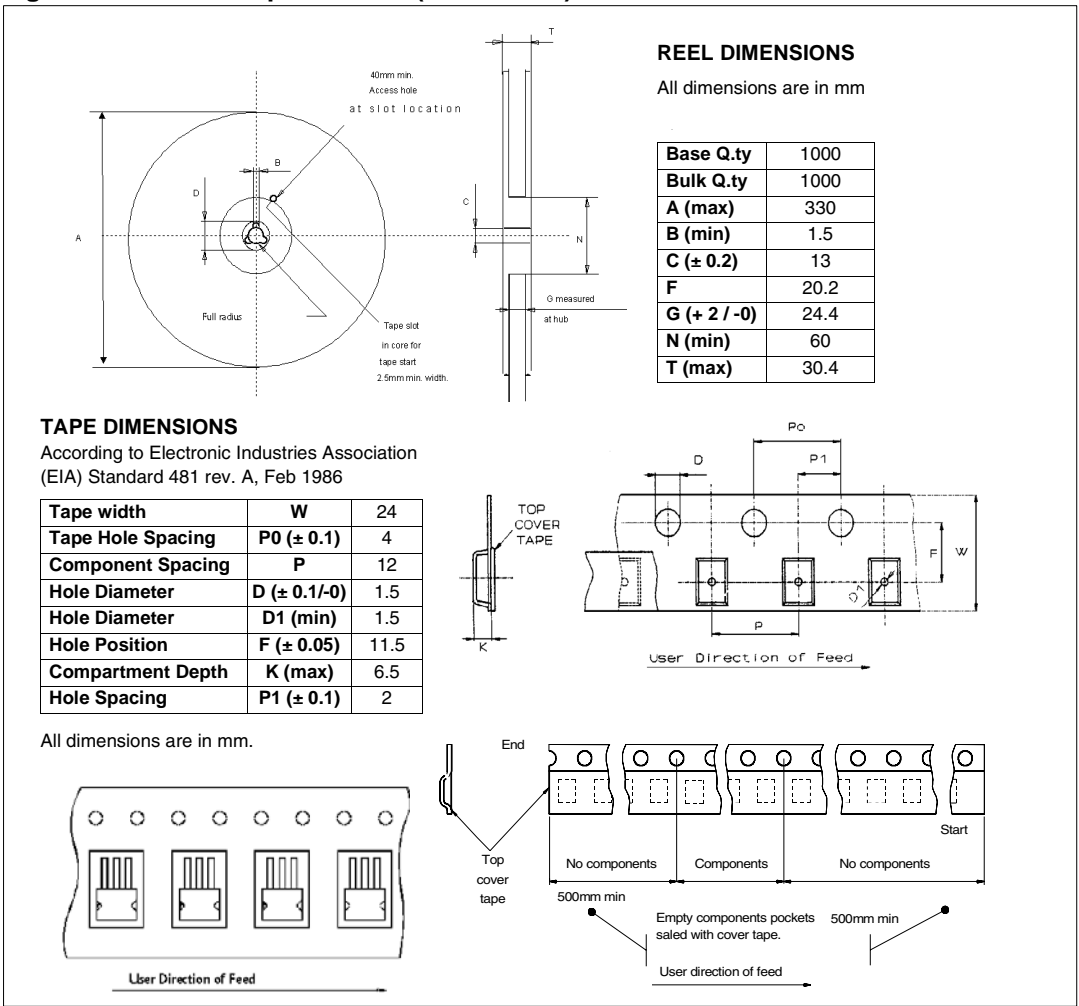 T
40mm min.
Access hole
at slot location
B
D
C
A
N
Full radius
G measured
at hub
Tape slot
in core for
tape start
2.5mm min. width.
REEL DIMENSIONS
All dimensions are in mm
Base Q.ty 1000
Bulk Q.ty 1000
A (max) 330
B (min) 1.5
C (± 0.2) 13
F 20.2
G (+ 2 / -0) 24.4
N (min) 60
T (max) 30.4
TAPE DIMENSIONS
According to Electronic Industries Association
(EIA) Standard 481 rev. A, Feb 1986
Tape width W 24
Tape Hole Spacing P0 (± 0.1) 4
Component Spacing P 12
Hole Diameter D (± 0.1/-0) 1.5
Hole Diameter D1 (min) 1.5
Hole Position F (± 0.05) 11.5
Compartment Depth K (max) 6.5
Hole Spacing P1 (± 0.1) 2
All dimensions are in mm.
Po
D
P1
TOP
COVER
TAPE
F
W
D1
K
P
User Direction of Feed
End
Start
Top
cover
tape
No components
Components
No components
500mm min
Empty components pockets
saled with cover tape.
500mm min
User direction of feed
User Direction of Feed